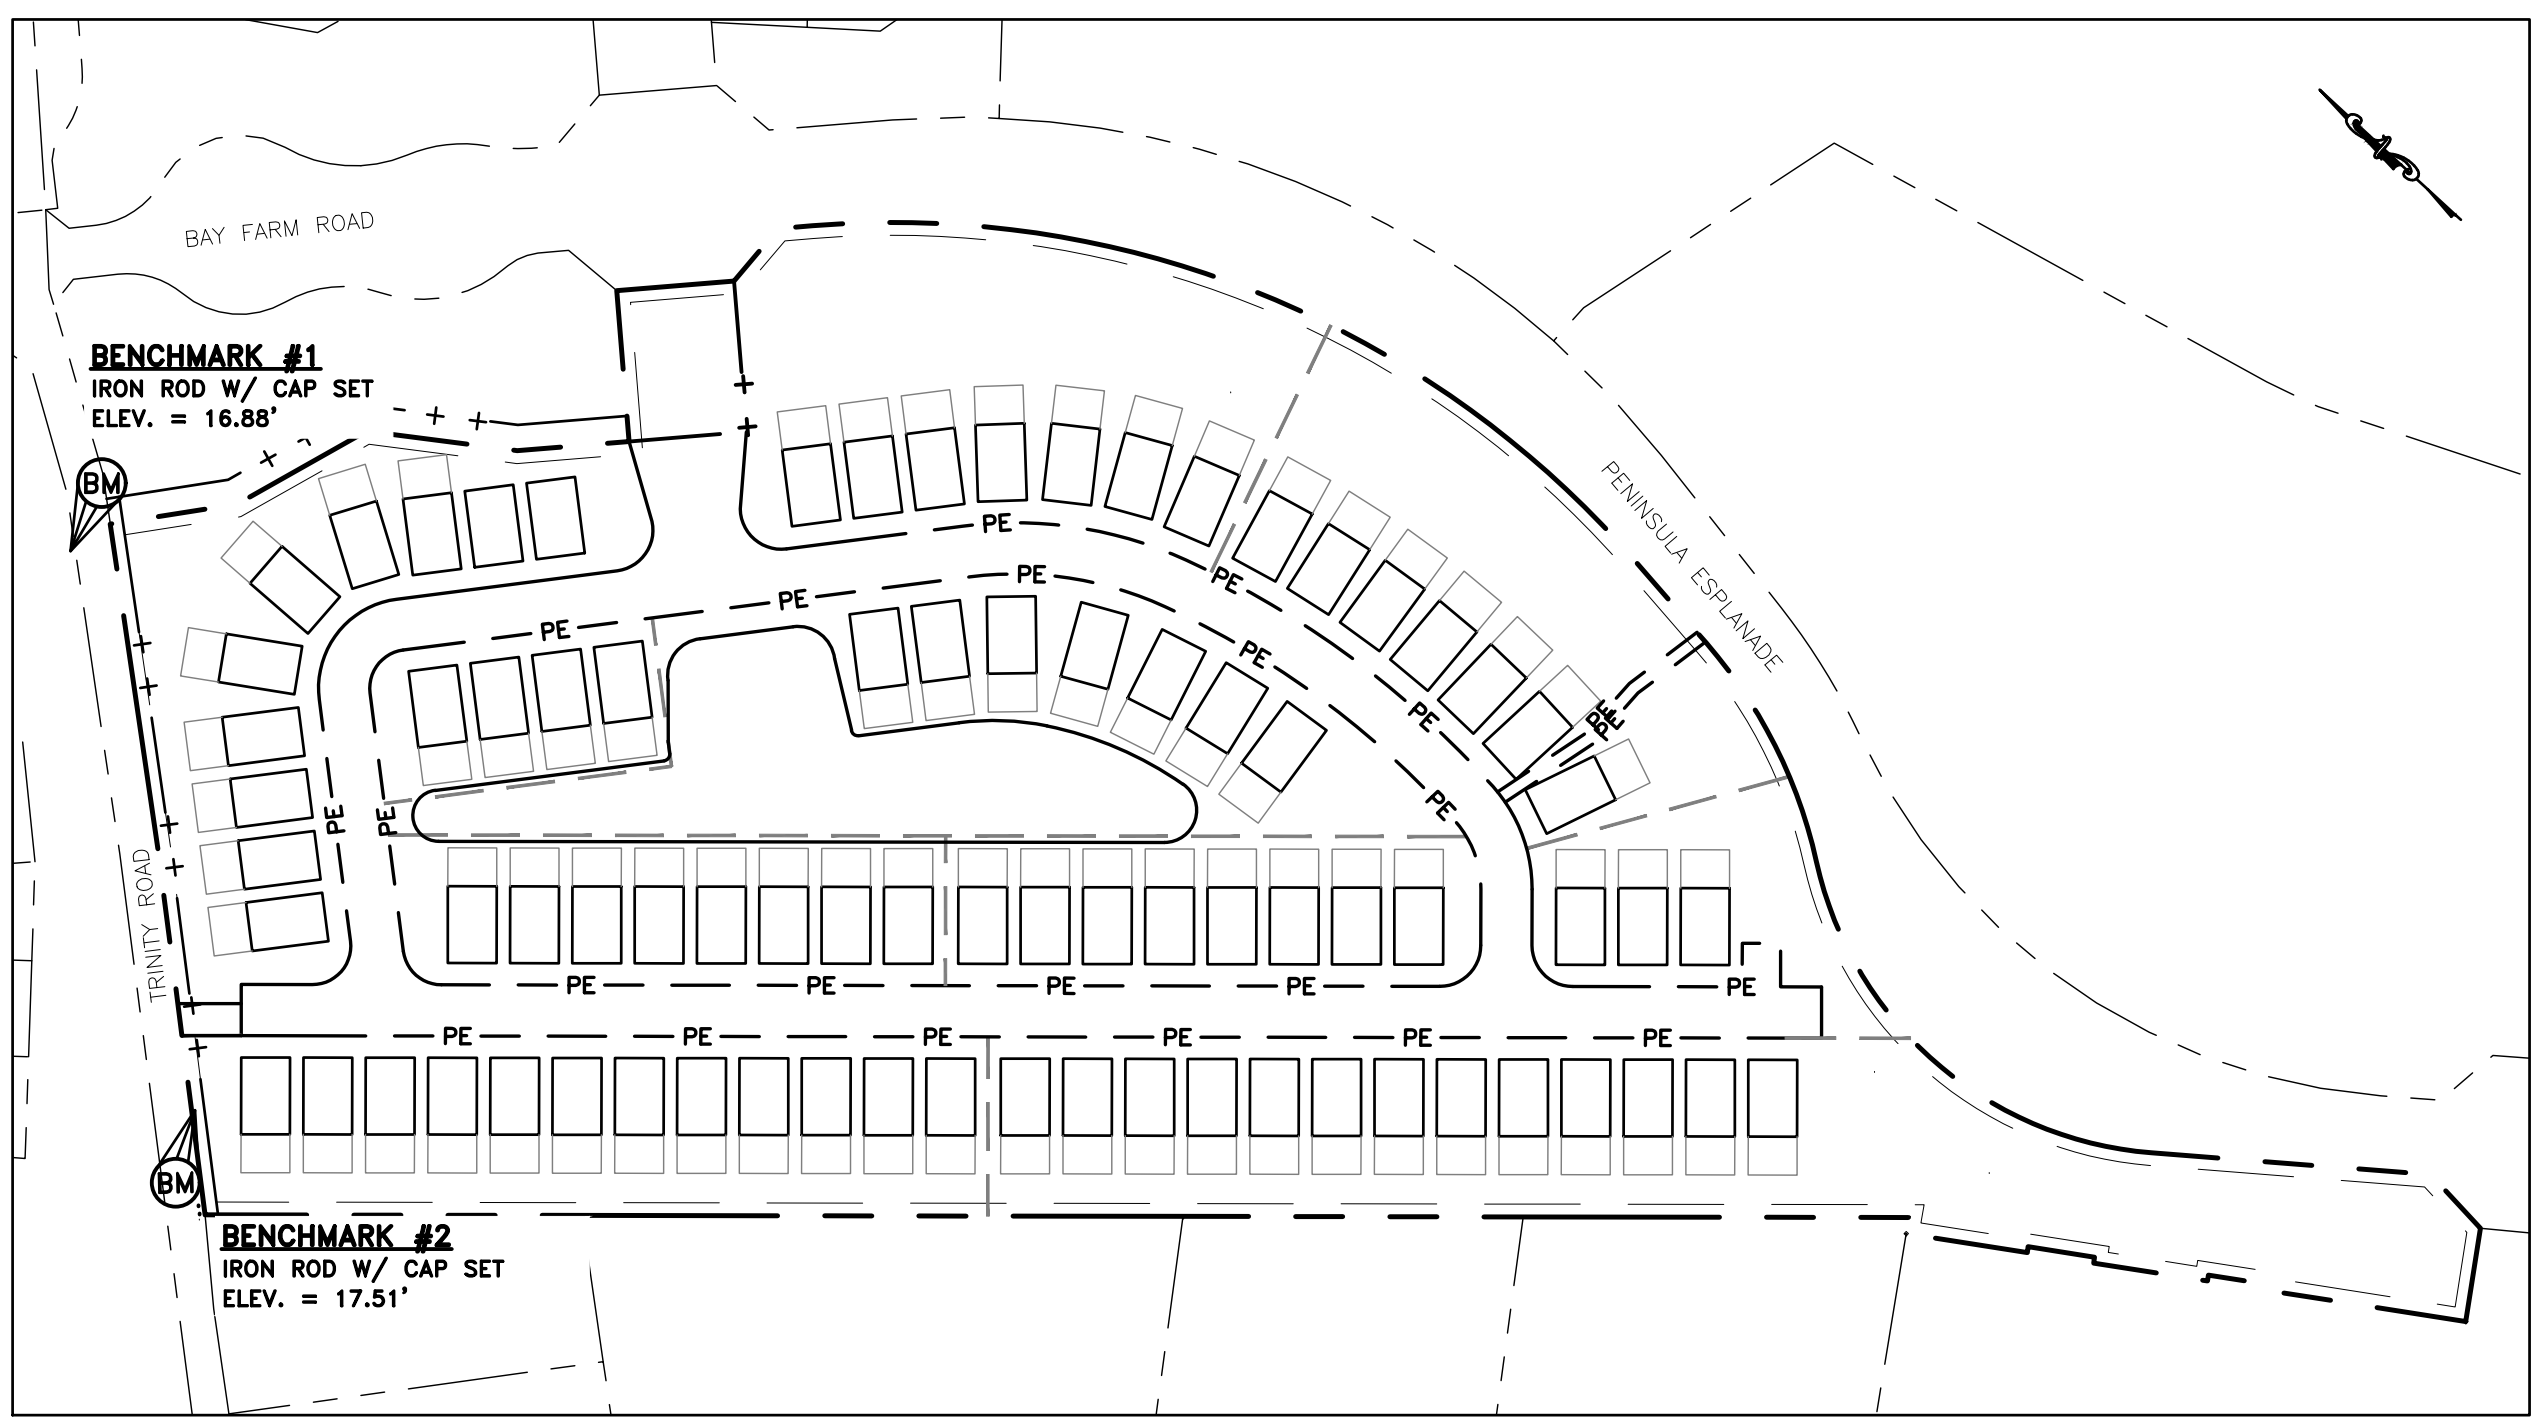 BAY FARM ROAD
BENCHMARK #1
IRON ROD W/ CAP SET
ELEV. = 16.88'
BM
PENINSULA ESPLANADE
PE
PE
PE
PE
PE
PE
PE
PE
PE
PE
PE
PE
PE
TRINITY ROAD
PE
PE
PE
PE
PE
PE
PE
PE
PE
PE
PE
BM
BENCHMARK #2
IRON ROD W/ CAP SET
ELEV. = 17.51'